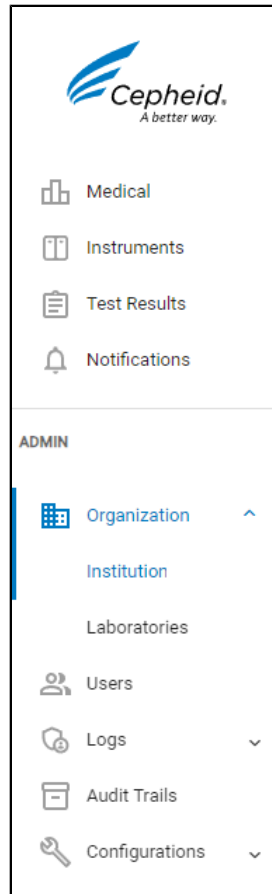 Cepheid.
A better way.
Medical
Instruments
Test Results
Notifications
ADMIN
Organization
Institution
Laboratories
Users
Logs
Audit Trails
Configurations